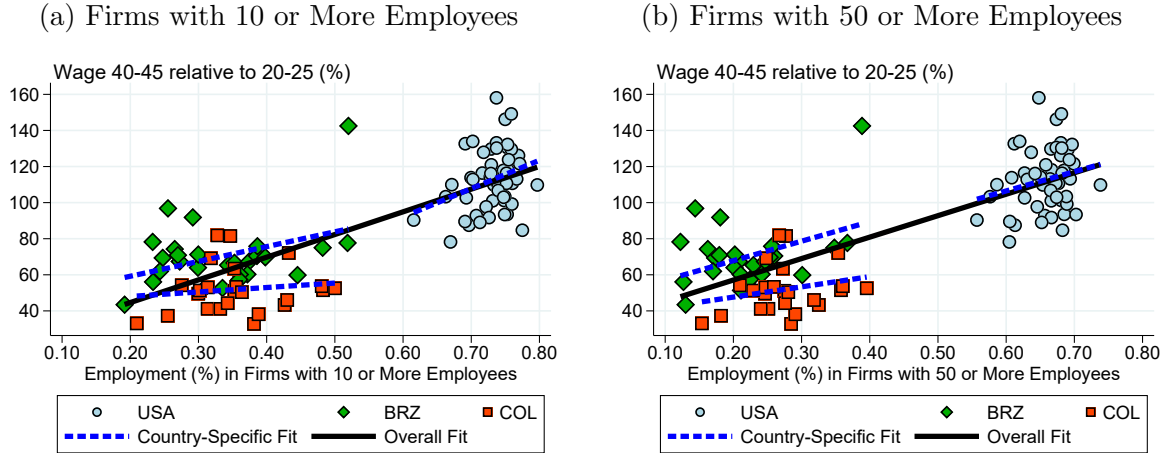 (a) Firms with 10 or More Employees
(b) Firms with 50 or More Employees
Wage 40-45 relative to 20-25 (%)
160
140
120
100
80
60
40
0.10 0.20 0.30 0.40 0.50 0.60 0.70 0.80
Employment (%) in Firms with 10 or More Employees
USA BRZ COL
Country-Specific Fit Overall Fit
Wage 40-45 relative to 20-25 (%)
160
140
120
100
80
60
40
0.10 0.20 0.30 0.40 0.50 0.60 0.70 0.80
Employment (%) in Firms with 50 or More Employees
USA BRZ COL
Country-Specific Fit Overall Fit